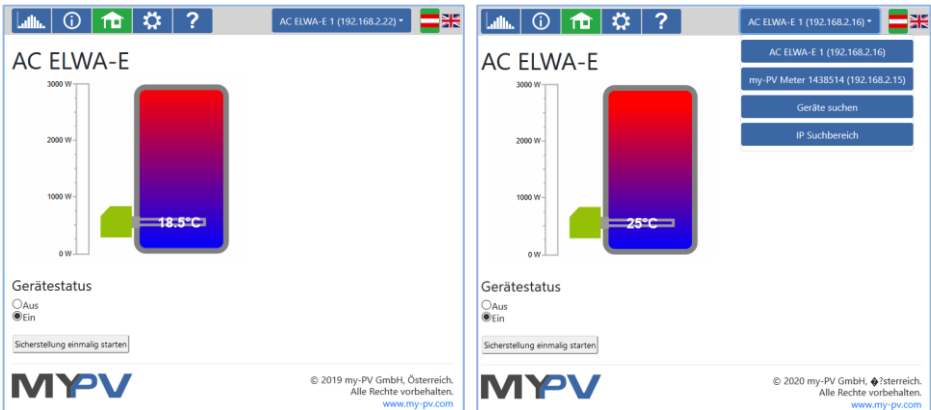 AC ELWA-E 1 (192.168.2.22)
AC ELWA-E
3000 W
2000 W
1000 W
0 W
18.5°C
Gerätestatus
Aus
Ein
Sicherstellung einmalig starten
MYPV
© 2019 my-PV GmbH, Österreich.
Alle Rechte vorbehalten.
www.my-pv.com
AC ELWA-E 1 (192.168.2.16)
AC ELWA-E 1 (192.168.2.16)
my-PV Meter 1438514 (192.168.2.15)
Geräte suchen
IP Suchbereich
AC ELWA-E
3000 W
2000 W
1000 W
0 W
25°C
Gerätestatus
Aus
Ein
Sicherstellung einmalig starten
MYPV
© 2020 my-PV GmbH, �?sterreich.
Alle Rechte vorbehalten.
www.my-pv.com